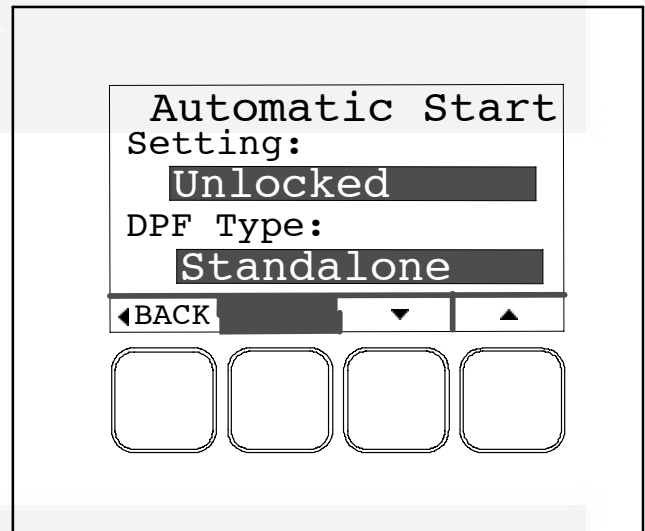 Automatic Start
Setting:
Unlocked
DPF Type:
Standalone
◀BACK ▼ ▲